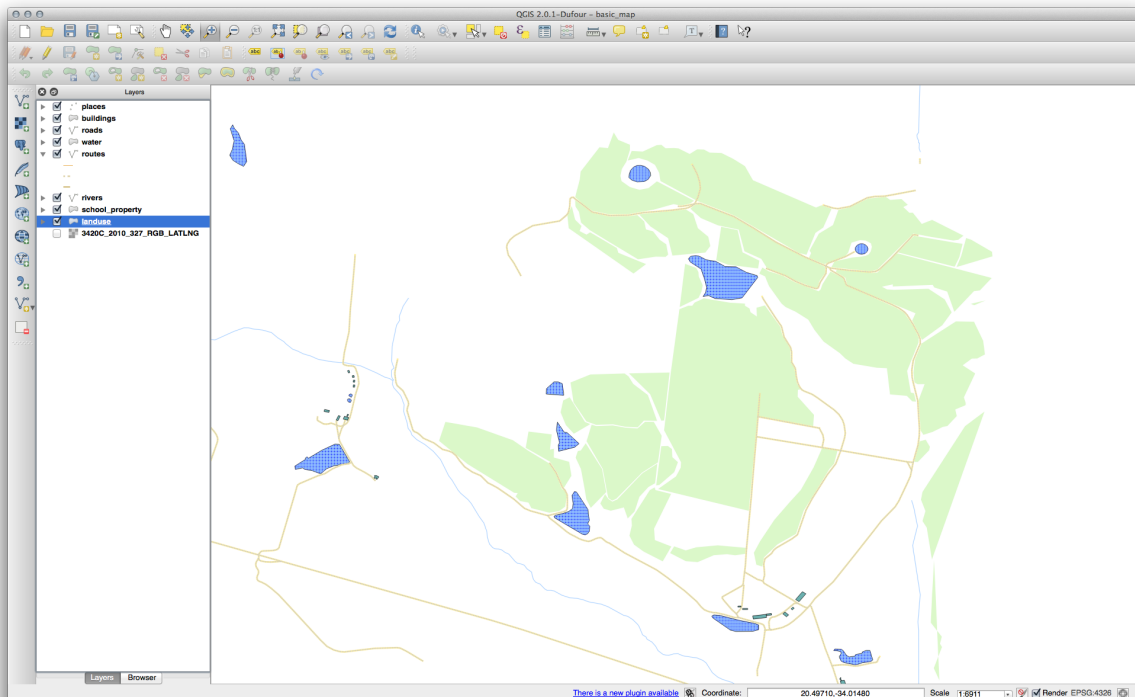 QGIS 2.0.1-Dufour - basic_map
Layers
places
buildings
roads
water
routes
rivers
school_property
landuse
3420C_2010_327_RGB_LATLNG
Layers Browser
There is a new plugin available Coordinate: 20.49710,-34.01480 Scale 1:6911 Render EPSG:4326